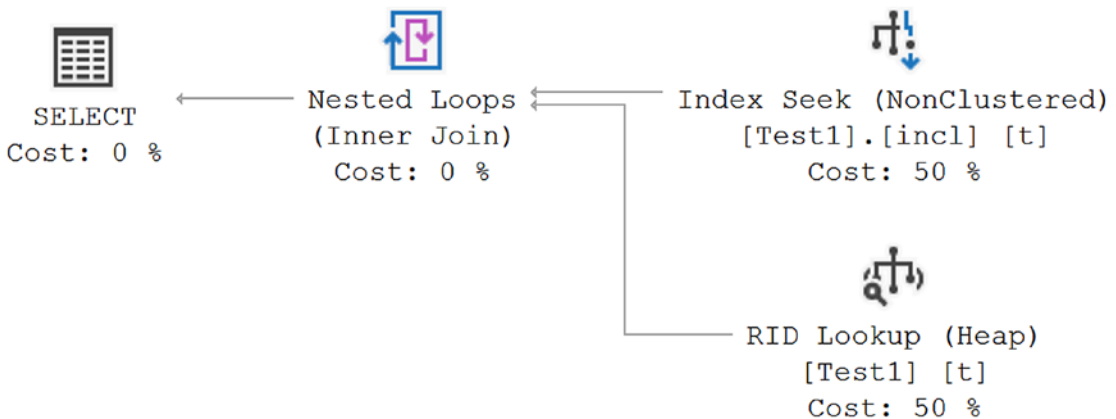 SELECT
Cost: 0 %
Nested Loops
(Inner Join)
Cost: 0 %
Index Seek (NonClustered)
[Test1].[incl] [t]
Cost: 50 %
RID Lookup (Heap)
[Test1] [t]
Cost: 50 %